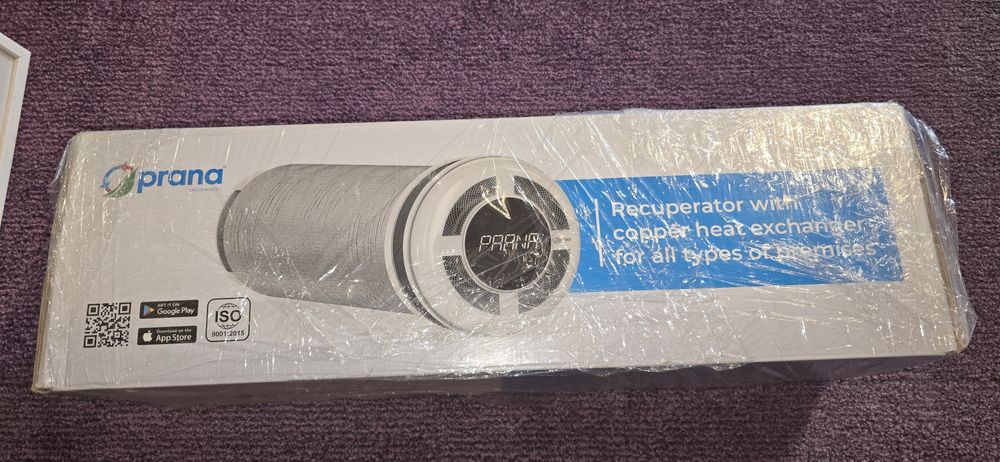 prana
Recuperator with
copper heat exchanger
for all types of premises
PRANA
GET IT ON
Google Play
Download on the
App Store
ISO
9001:2015